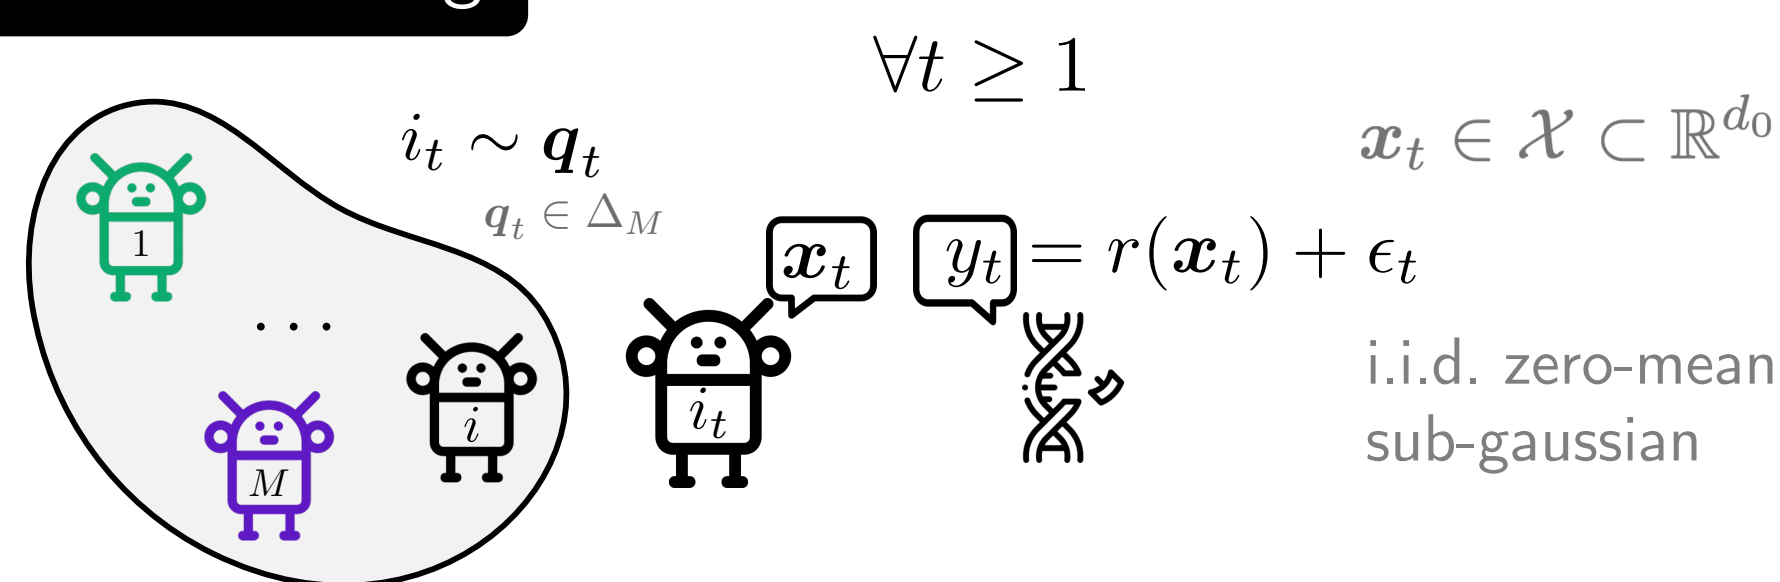 ∀t ≥ 1
i_t ∼ q_t
q_t ∈ Δ_M
x_t ∈ 𝒳 ⊂ ℝ^{d_0}
1
x_t
y_t = r(x_t) + ϵ_t
...
i
i_t
M
i.i.d. zero-mean
sub-gaussian